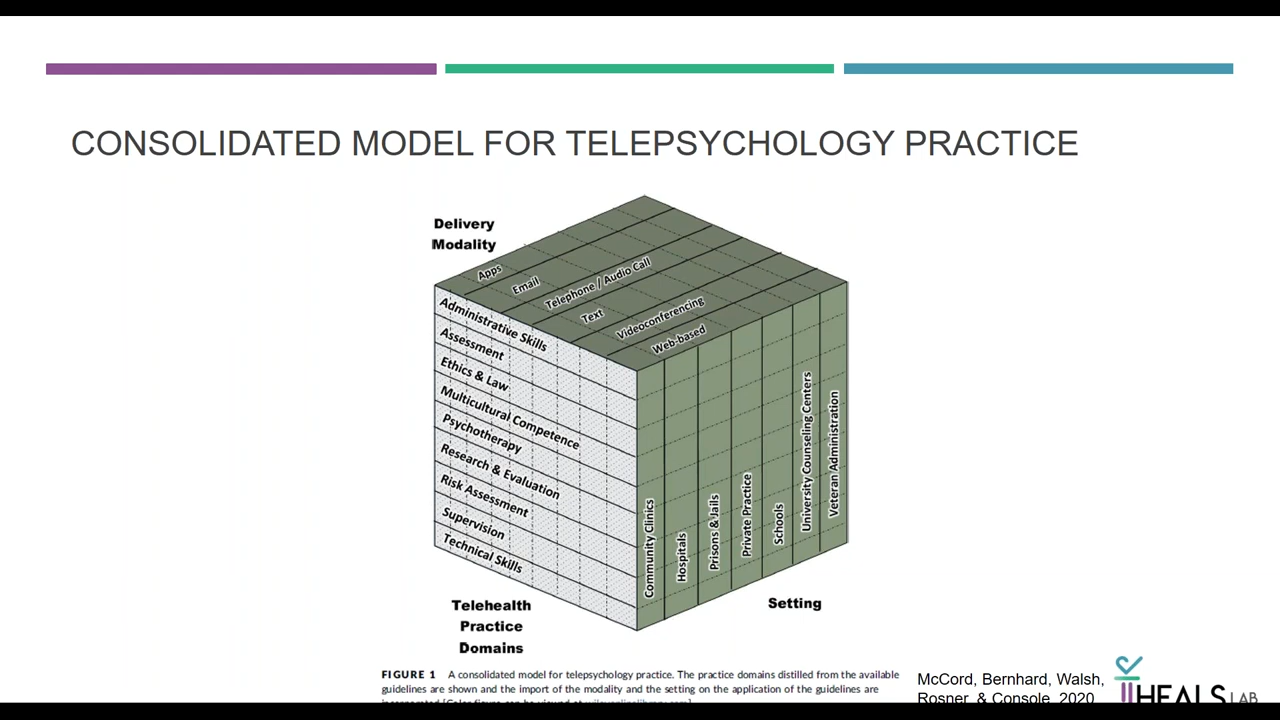 CONSOLIDATED MODEL FOR TELEPSYCHOLOGY PRACTICE
Delivery
Modality
Apps
Email
Telephone / Audio Call
Text
Videoconferencing
Web-based
Administrative Skills
Assessment
Ethics & Law
Multicultural Competence
Psychotherapy
Research & Evaluation
Risk Assessment
Supervision
Technical Skills
Community Clinics
Hospitals
Prisons & Jails
Private Practice
Schools
University Counseling Centers
Veteran Administration
Telehealth
Practice
Domains
Setting
FIGURE 1 A consolidated model for telepsychology practice. The practice domains distilled from the available
guidelines are shown and the import of the modality and the setting on the application of the guidelines are
McCord, Bernhard, Walsh,
Rosner, & Console, 2020
HEALS LAB